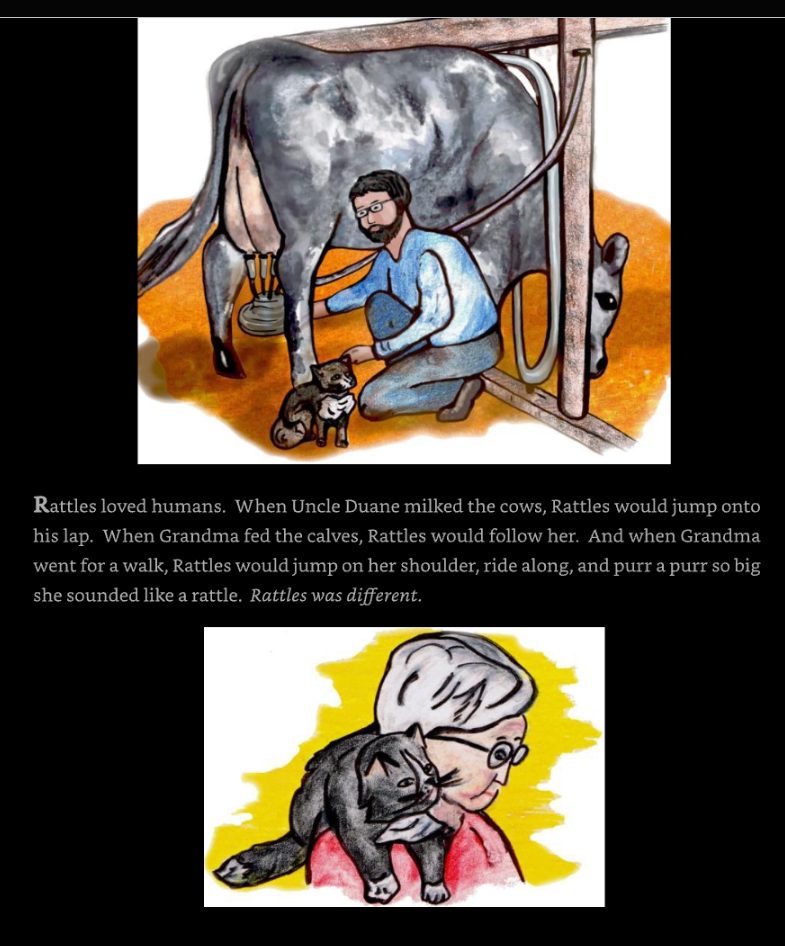 Rattles loved humans.  When Uncle Duane milked the cows, Rattles would jump onto
his lap.  When Grandma fed the calves, Rattles would follow her.  And when Grandma
went for a walk, Rattles would jump on her shoulder, ride along, and purr a purr so big
she sounded like a rattle.  Rattles was different.